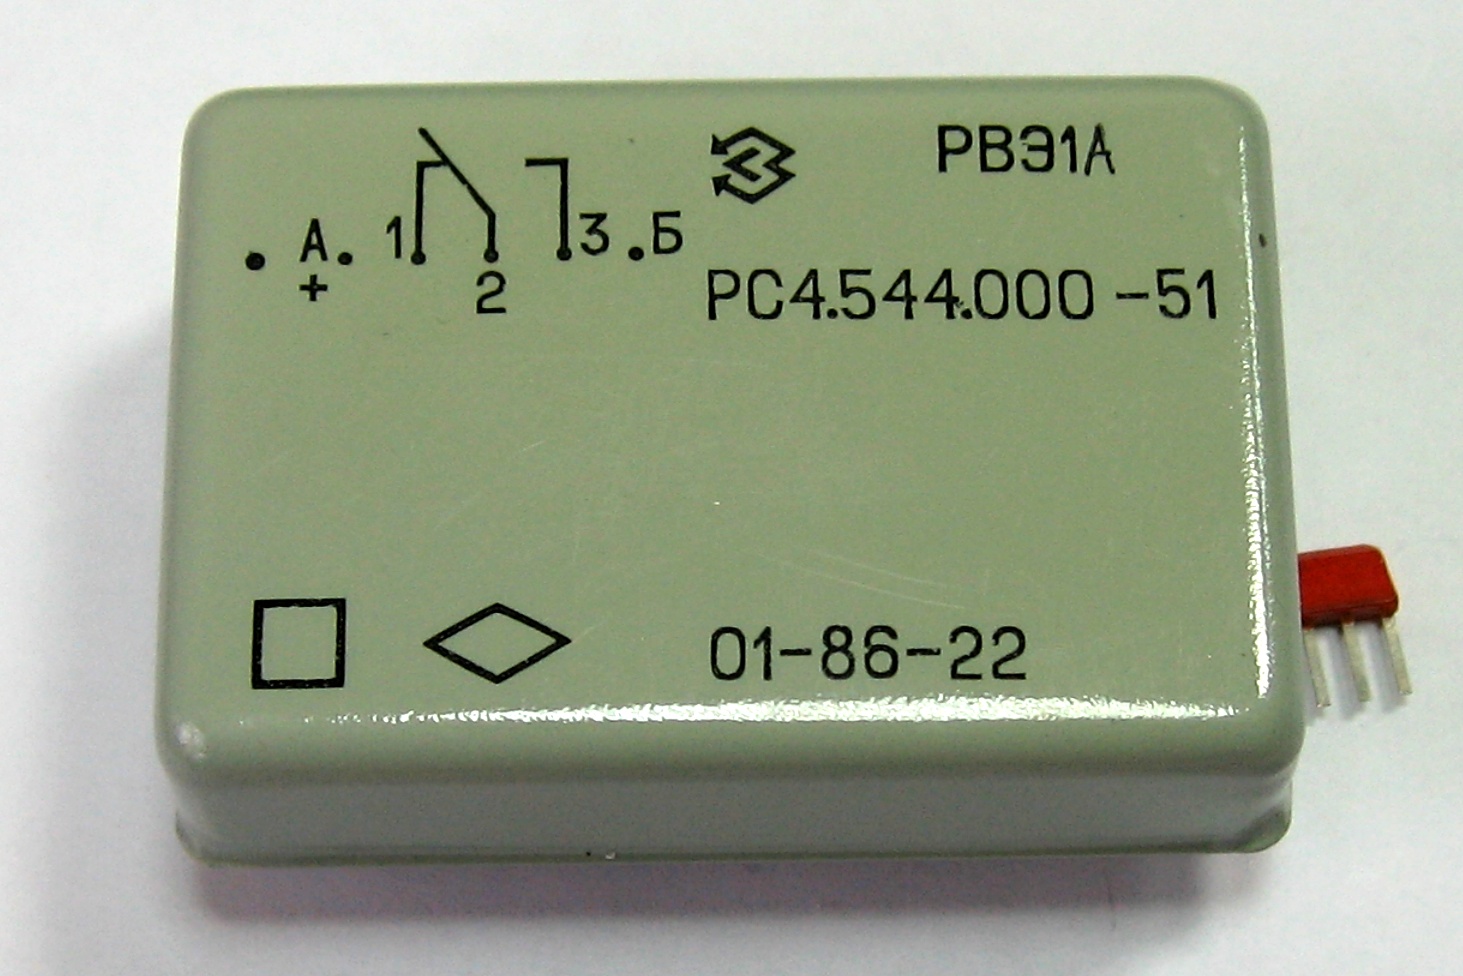 РВЭ1А
А. 1 3 .Б
+ 2
РС4.544.000-51
01-86-22